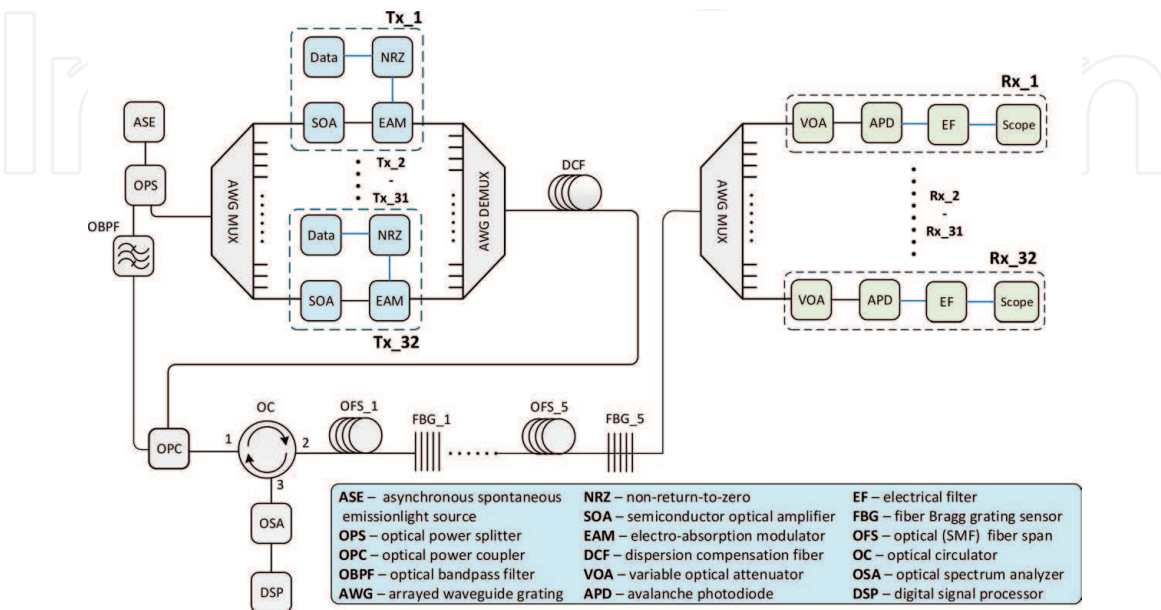 Tx_1
Data
NRZ
SOA
EAM
Tx_2
-
Tx_31
Data
NRZ
SOA
EAM
Tx_32
ASE
OPS
OBPF
AWG MUX
AWG DEMUX
DCF
AWG MUX
Rx_1
VOA
APD
EF
Scope
Rx_2
-
Rx_31
Rx_32
VOA
APD
EF
Scope
OPC
1
OC
2
3
OSA
DSP
OFS_1
FBG_1
OFS_5
FBG_5
ASE – asynchronous spontaneous
emissionlight source
OPS – optical power splitter
OPC – optical power coupler
OBPF – optical bandpass filter
AWG – arrayed waveguide grating
NRZ – non-return-to-zero
SOA – semiconductor optical amplifier
EAM – electro-absorption modulator
DCF – dispersion compensation fiber
VOA – variable optical attenuator
APD – avalanche photodiode
EF – electrical filter
FBG – fiber Bragg grating sensor
OFS – optical (SMF) fiber span
OC – optical circulator
OSA – optical spectrum analyzer
DSP – digital signal processor